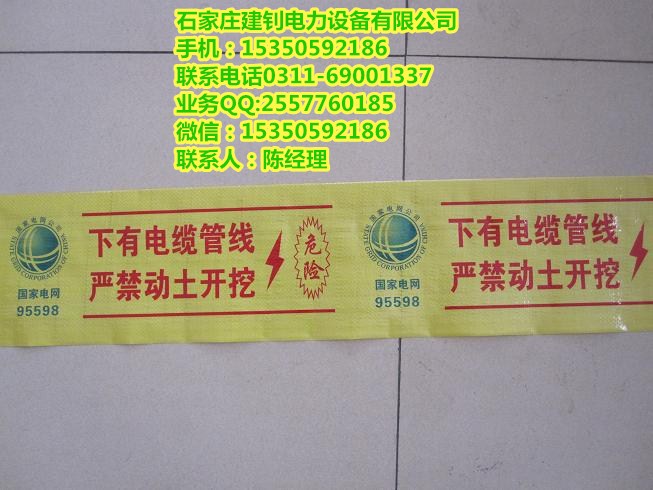 石家庄建钊电力设备有限公司
手机：15350592186
联系电话0311-69001337
业务QQ:2557760185
微信：15350592186
联系人：陈经理
国家电网公司
STATE GRID CORPORATION OF CHINA
国家电网
95598
下有电缆管线
严禁动土开挖
危险
国家电网公司
STATE GRID CORPORATION OF CHINA
国家电网
95598
下有电缆管线
严禁动土开挖